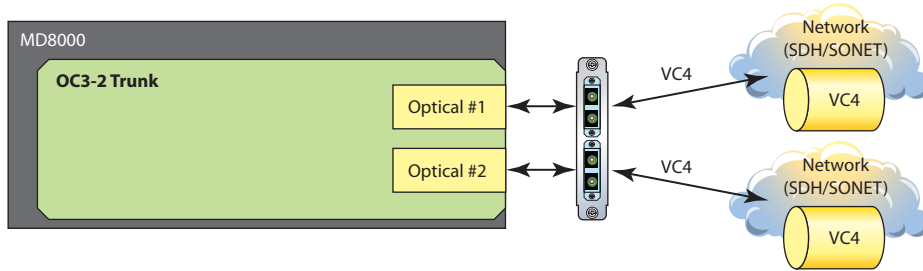 MD8000
OC3-2 Trunk
Optical #1
Optical #2
VC4
VC4
Network
(SDH/SONET)
VC4
Network
(SDH/SONET)
VC4